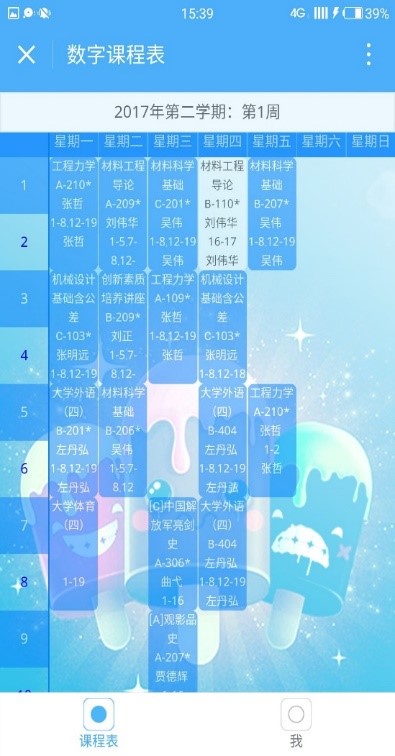 15:39
4G
39%
数字课程表
2017年第二学期：第1周
星期一 星期二 星期三 星期四 星期五 星期六 星期日
1
2
3
4
5
6
7
8
9
工程力学
A-210*
张哲
1-8,12-19
张哲
机械设计
基础含公
差
C-103*
张明远
1-8,12-19
大学外语
(四)
B-201*
左丹弘
1-8,12-19
左丹弘
大学体育
(四)
1-19
材料工程
导论
A-209*
刘伟华
1-5,7-
8,12-
创新素质
培养讲座
B-209*
刘正
1-5,7-
8,12-
材料科学
基础
B-206*
吴伟
1-5,7-
8,12
材料科学
基础
C-201*
吴伟
1-8,12-19
吴伟
工程力学
A-109*
张哲
1-8,12-19
张哲
[C]中国解
放军亮剑
史
A-306*
曲弋
1-16
[A]观影品
史
A-207*
贾德辉
材料工程
导论
B-110*
刘伟华
16-17
刘伟华
机械设计
基础含公
差
C-103*
张明远
1-8,12-18
大学外语
(四)
B-404
左丹弘
1-8,12-19
左丹弘
大学外语
(四)
B-404
左丹弘
1-8,12-19
左丹弘
材料科学
基础
B-207*
吴伟
1-8,12-19
吴伟
工程力学
A-210*
张哲
1-2
张哲
课程表
我